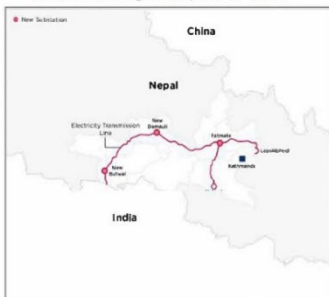 New Substation
China
Nepal
Electricity Transmission
Line
New
Damauli
Ratmate
Lapsiphedi
Kathmandu
New
Butwal
India